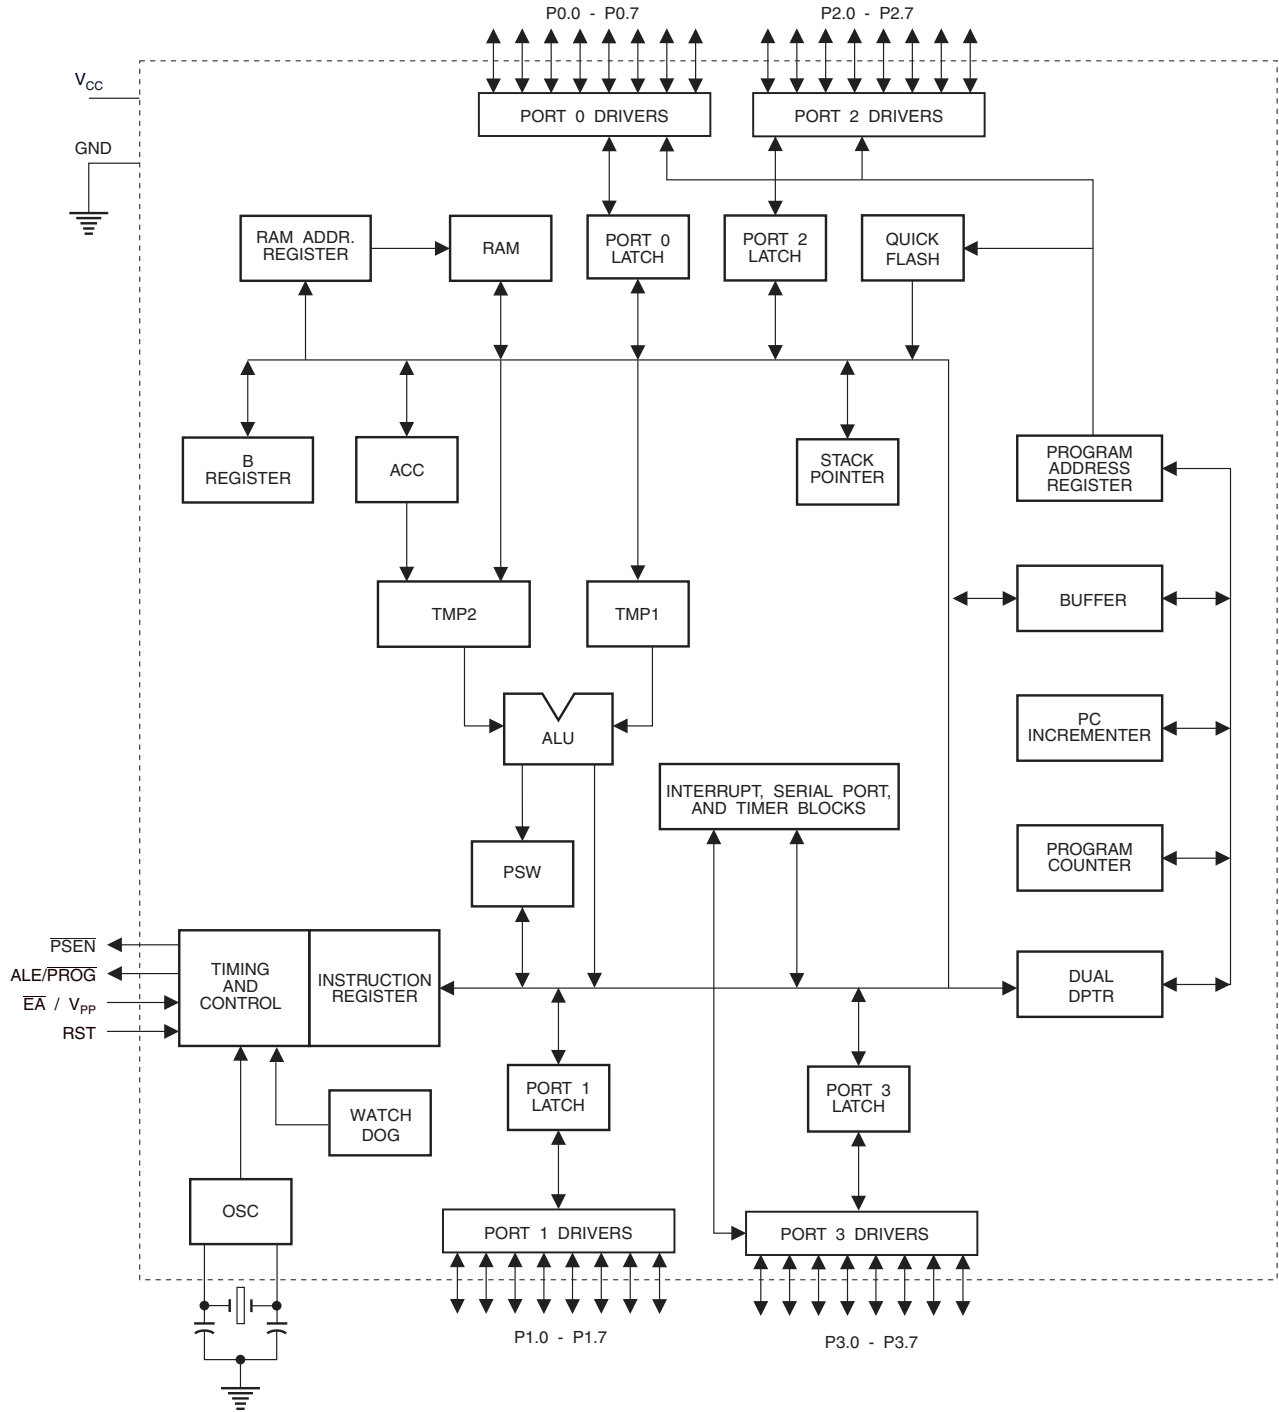 P0.0 - P0.7
P2.0 - P2.7
VCC
PORT 0 DRIVERS
PORT 2 DRIVERS
GND
RAM ADDR.
REGISTER
RAM
PORT 0
LATCH
PORT 2
LATCH
QUICK
FLASH
B
REGISTER
ACC
STACK
POINTER
PROGRAM
ADDRESS
REGISTER
TMP2
TMP1
BUFFER
ALU
PC
INCREMENTER
INTERRUPT, SERIAL PORT,
AND TIMER BLOCKS
PSW
PROGRAM
COUNTER
PSEN
ALE/PROG
EA / VPP
RST
TIMING
AND
CONTROL
INSTRUCTION
REGISTER
DUAL
DPTR
PORT 1
LATCH
PORT 3
LATCH
WATCH
DOG
OSC
PORT 1 DRIVERS
PORT 3 DRIVERS
P1.0 - P1.7
P3.0 - P3.7